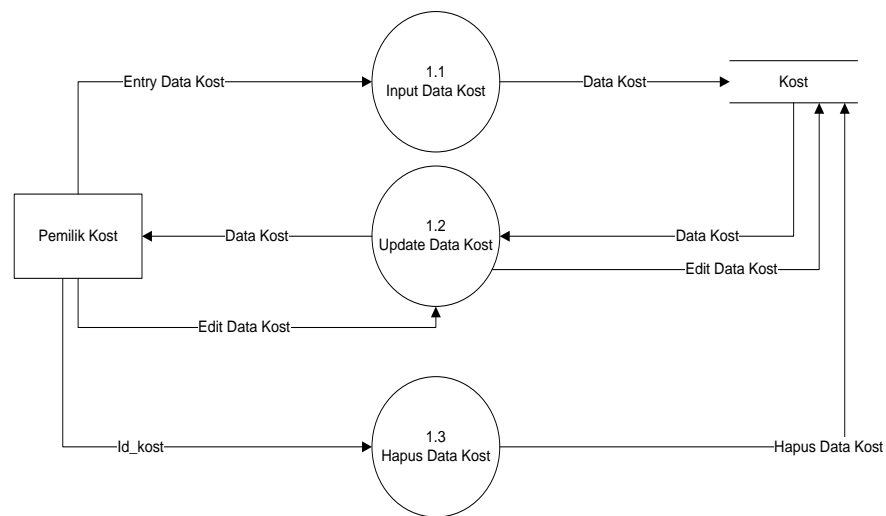 1.1
Entry Data Kost
Input Data Kost
Data Kost
Kost
1.2
Pemilik Kost
Data Kost
Update Data Kost
Data Kost
Edit Data Kost
Edit Data Kost
1.3
Id_kost
Hapus Data Kost
Hapus Data Kost